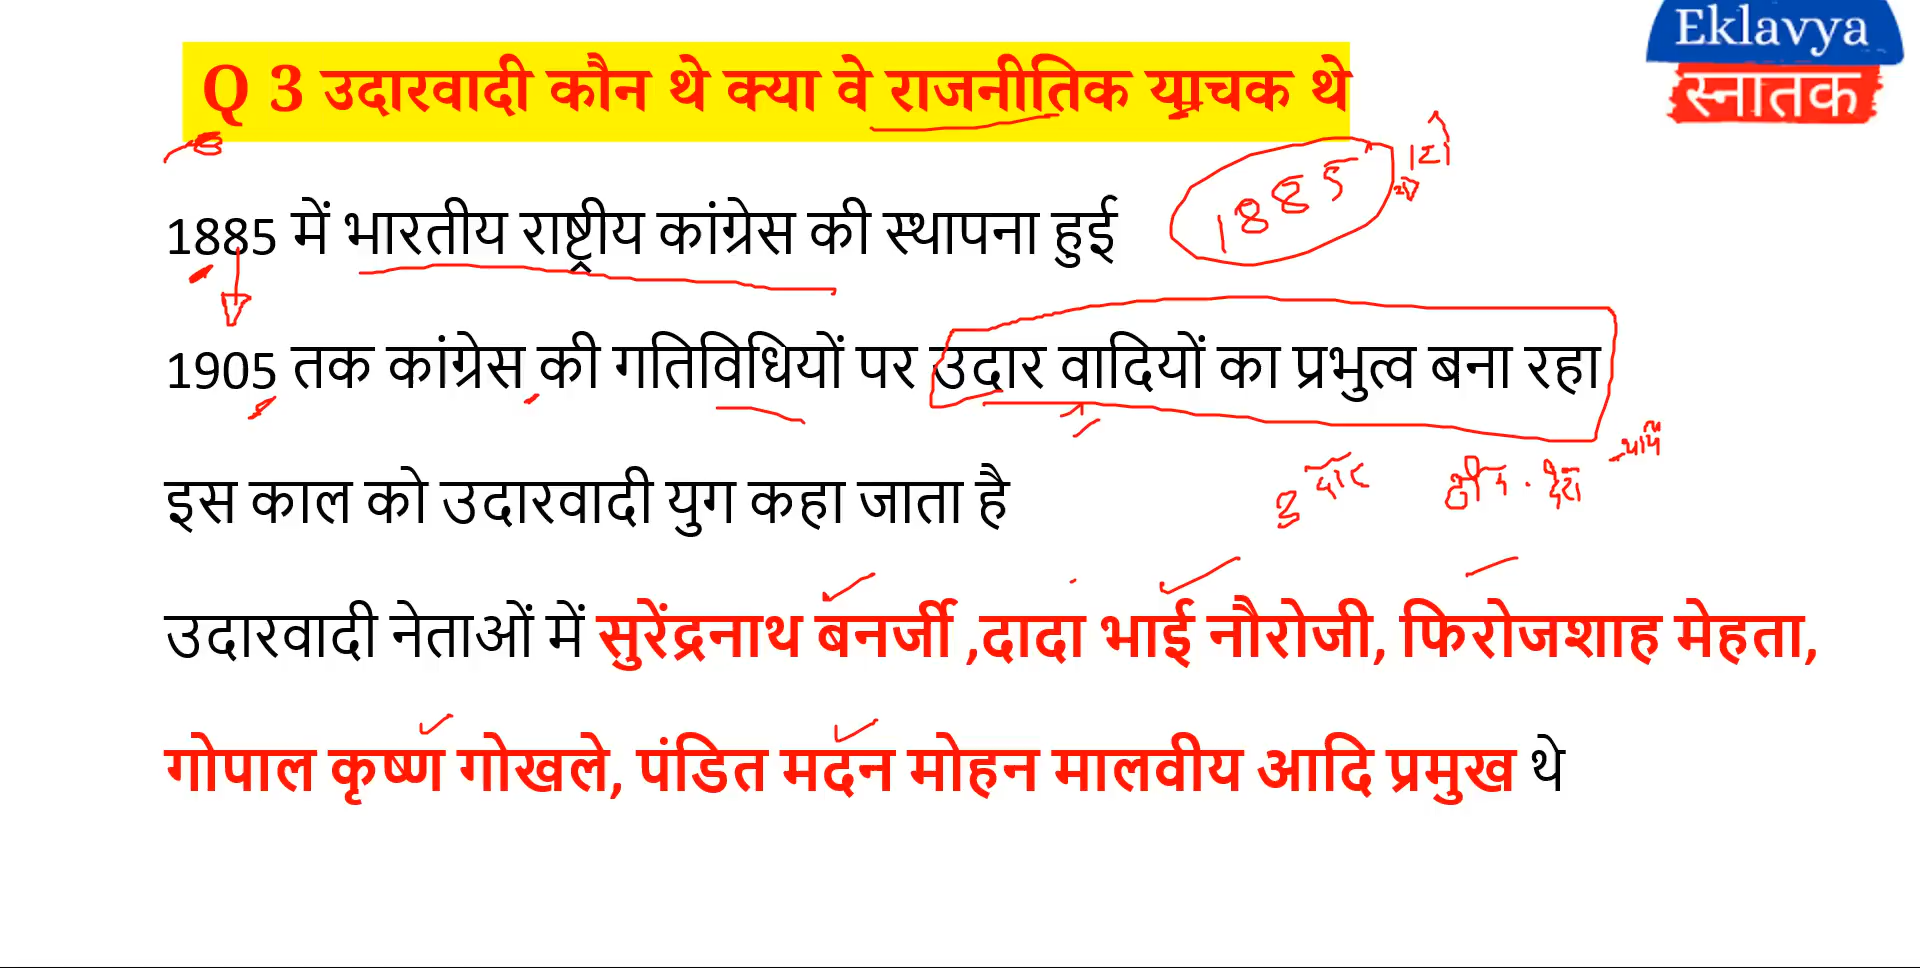 Eklavya
स्नातक
Q 3 उदारवादी कौन थे क्या वे राजनीतिक याचक थे
1885 में भारतीय राष्ट्रीय कांग्रेस की स्थापना हुई
1885
1905 तक कांग्रेस की गतिविधियों पर उदार वादियों का प्रभुत्व बना रहा
इस काल को उदारवादी युग कहा जाता है
उदार
उदारवादी नेताओं में सुरेंद्रनाथ बनर्जी ,दादा भाई नौरोजी, फिरोजशाह मेहता,
गोपाल कृष्ण गोखले, पंडित मदन मोहन मालवीय आदि प्रमुख थे